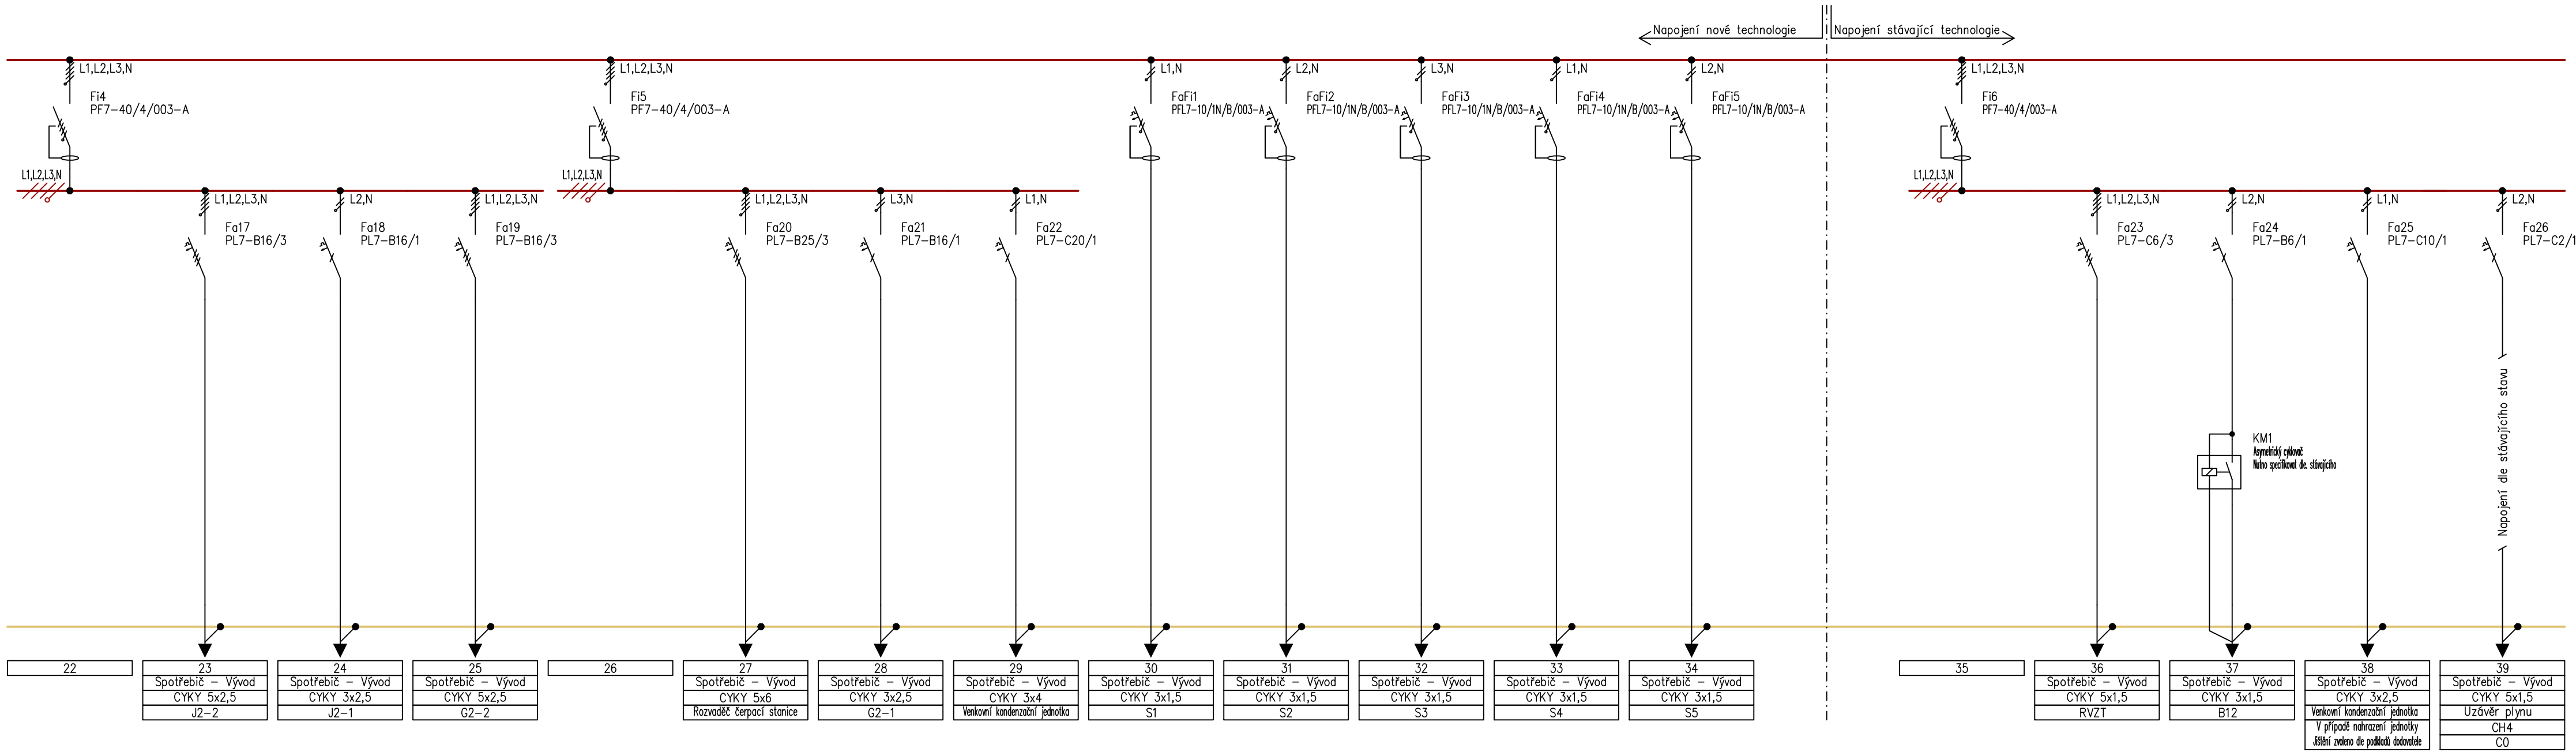 Napojení nové technologie
Napojení stávající technologie
L1,L2,L3,N
Fi4
PF7-40/4/003-A
L1,L2,L3,N
Fi5
PF7-40/4/003-A
L1,N
FaFi1
PFL7-10/1N/B/003-A
L2,N
FaFi2
PFL7-10/1N/B/003-A
L3,N
FaFi3
PFL7-10/1N/B/003-A
L1,N
FaFi4
PFL7-10/1N/B/003-A
L2,N
FaFi5
PFL7-10/1N/B/003-A
L1,L2,L3,N
Fi6
PF7-40/4/003-A
L1,L2,L3,N
L1,L2,L3,N
Fa17
PL7-B16/3
L2,N
Fa18
PL7-B16/1
L1,L2,L3,N
Fa19
PL7-B16/3
L1,L2,L3,N
L1,L2,L3,N
Fa20
PL7-B25/3
L3,N
Fa21
PL7-B16/1
L1,N
Fa22
PL7-C20/1
L1,L2,L3,N
L1,L2,L3,N
Fa23
PL7-C6/3
L2,N
Fa24
PL7-B6/1
L1,N
Fa25
PL7-C10/1
L2,N
Fa26
PL7-C2/1
KM1
Asymetrický cyklovač
Nutno specifikovat dle. stávajícího
Napojení dle stávajícího stavu
22
23
Spotřebič - Vývod
CYKY 5x2,5
J2-2
24
Spotřebič - Vývod
CYKY 3x2,5
J2-1
25
Spotřebič - Vývod
CYKY 5x2,5
G2-2
26
27
Spotřebič - Vývod
CYKY 5x6
Rozvaděč čerpací stanice
28
Spotřebič - Vývod
CYKY 3x2,5
G2-1
29
Spotřebič - Vývod
CYKY 3x4
Venkovní kondenzační jednotka
30
Spotřebič - Vývod
CYKY 3x1,5
S1
31
Spotřebič - Vývod
CYKY 3x1,5
S2
32
Spotřebič - Vývod
CYKY 3x1,5
S3
33
Spotřebič - Vývod
CYKY 3x1,5
S4
34
Spotřebič - Vývod
CYKY 3x1,5
S5
35
36
Spotřebič - Vývod
CYKY 5x1,5
RVZT
37
Spotřebič - Vývod
CYKY 3x1,5
B12
38
Spotřebič - Vývod
CYKY 3x2,5
Venkovní kondenzační jednotka
V případě nahrazení jednotky
Jištění zvoleno dle podkladů dodavatele
39
Spotřebič - Vývod
CYKY 5x1,5
Uzávěr plynu
CH4
CO